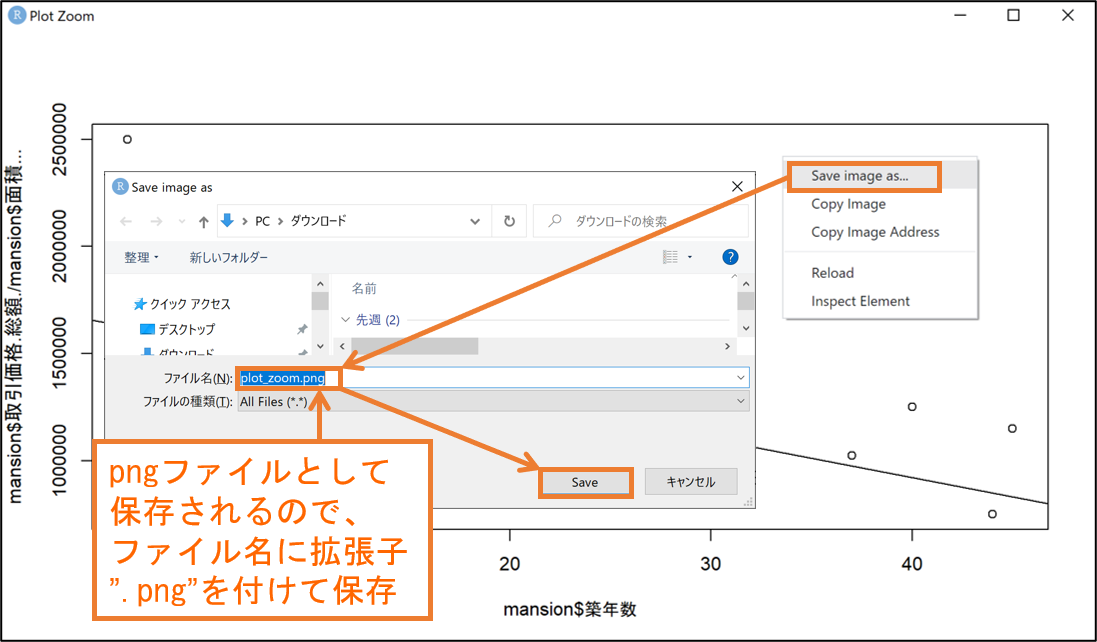 R Plot Zoom
mansion$取引価格.総額./mansion$面積...
2500000
2000000
1500000
1000000
R Save image as
PC
ダウンロード
ダウンロードの検索
整理
新しいフォルダー
?
クイック アクセス
デスクトップ
ダウンロード
名前
先週 (2)
ファイル名(N):
plot_zoom.png
ファイルの種類(T):
All Files (*.*)
Save
キャンセル
Save image as...
Copy Image
Copy Image Address
Reload
Inspect Element
pngファイルとして
保存されるので、
ファイル名に拡張子
”.png”を付けて保存
20
30
40
mansion$築年数